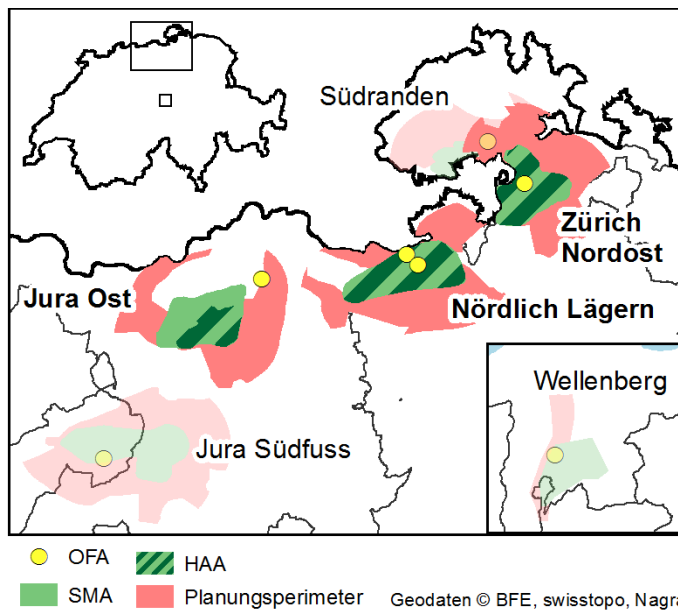 Südranden
Zürich
Nordost
Jura Ost
Nördlich Lägern
Wellenberg
Jura Südfuss
OFA
HAA
SMA
Planungsperimeter
Geodaten © BFE, swisstopo, Nagra